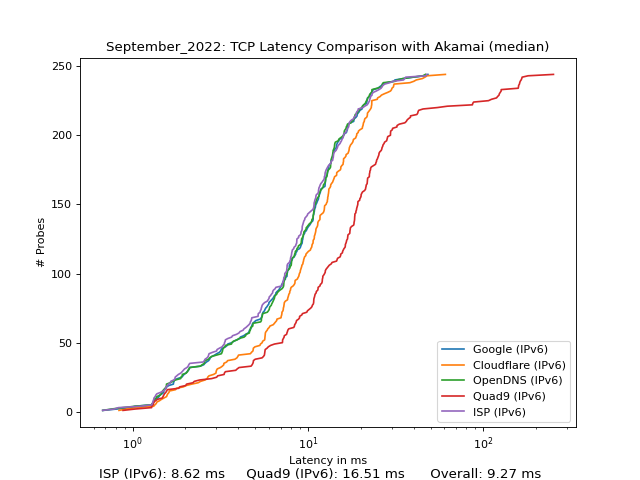 September_2022: TCP Latency Comparison with Akamai (median)
250
200
150
100
50
0
# Probes
Google (IPv6)
Cloudflare (IPv6)
OpenDNS (IPv6)
Quad9 (IPv6)
ISP (IPv6)
10⁰ 10¹ 10²
Latency in ms
ISP (IPv6): 8.62 ms Quad9 (IPv6): 16.51 ms Overall: 9.27 ms